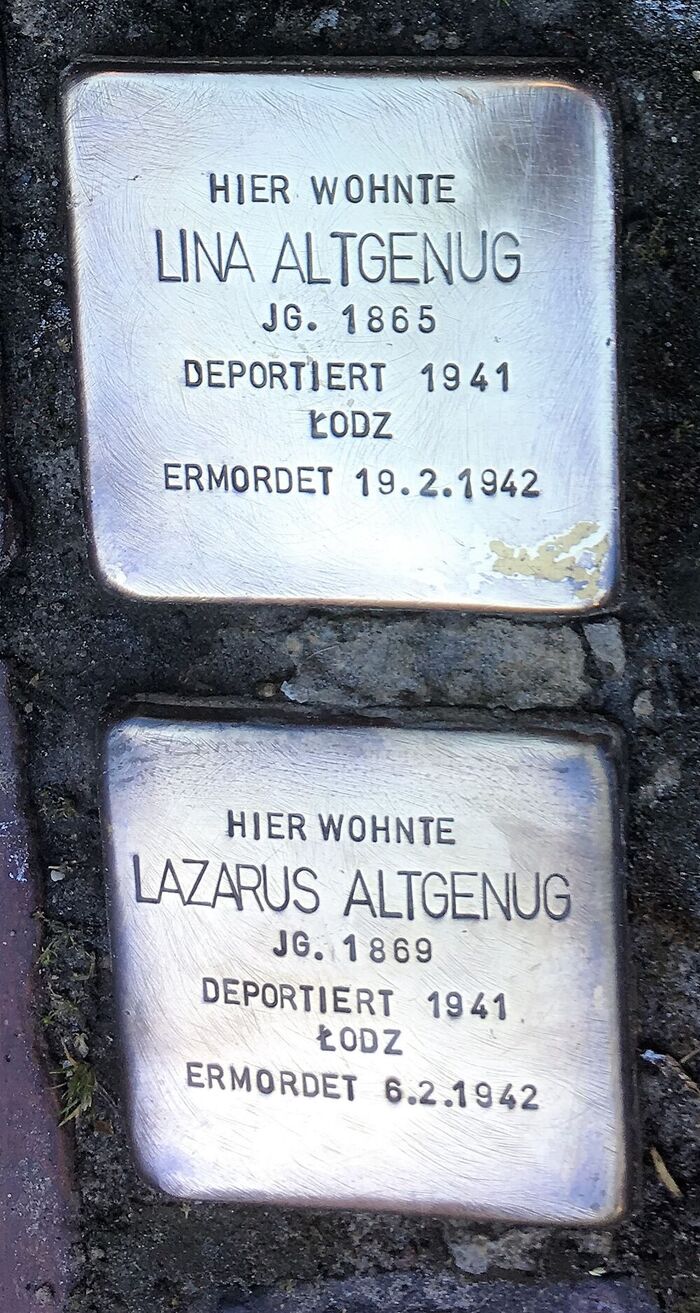 HIER WOHNTE
LINA ALTGENUG
JG. 1865
DEPORTIERT 1941
ŁODZ
ERMORDET 19.2.1942
HIER WOHNTE
LAZARUS ALTGENUG
JG. 1869
DEPORTIERT 1941
ŁODZ
ERMORDET 6.2.1942